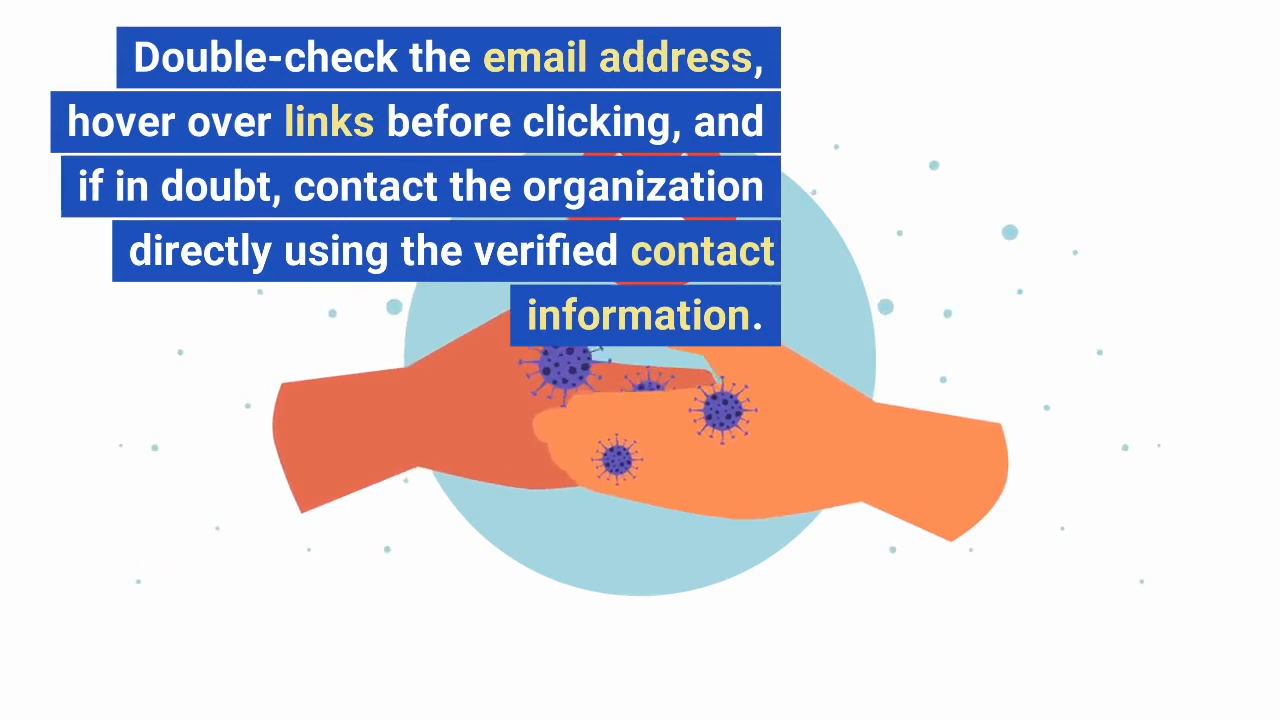 Double-check the email address,
hover over links before clicking, and
if in doubt, contact the organization
directly using the verified contact
information.